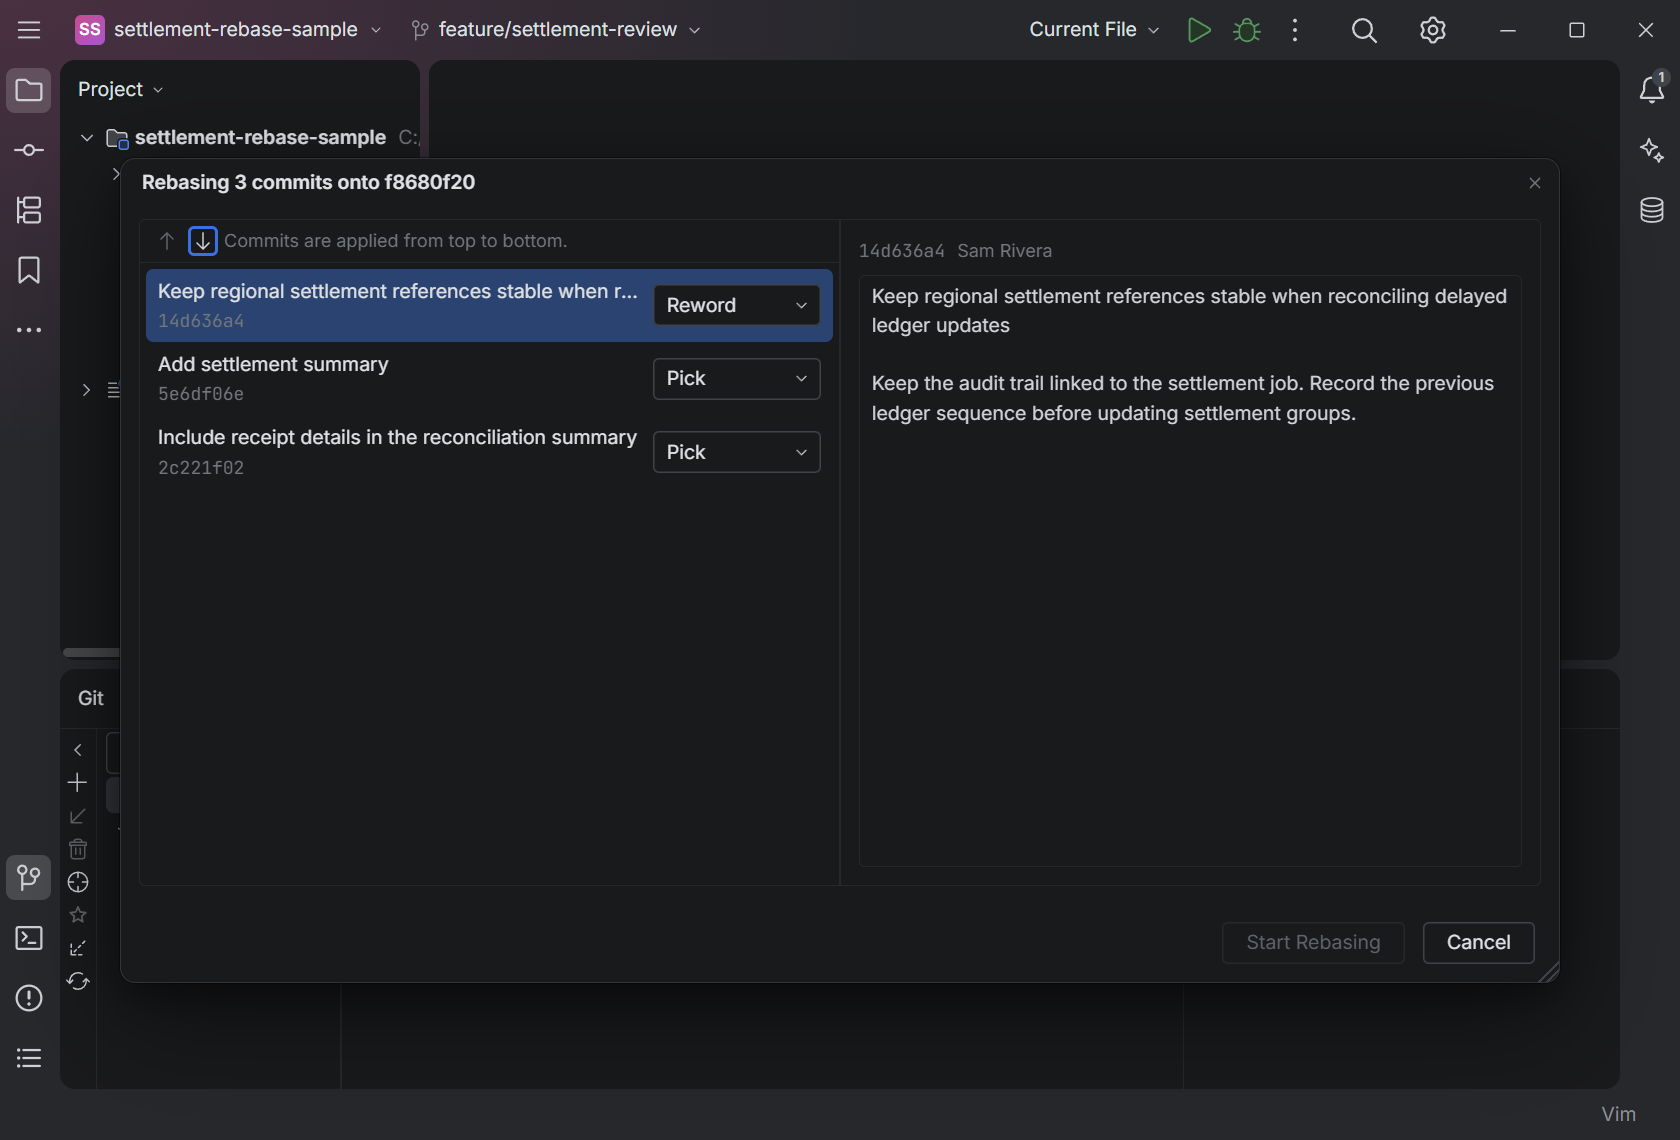 SS settlement-rebase-sample feature/settlement-review Current File
1
Project
settlement-rebase-sample C:/
Rebasing 3 commits onto f8680f20
Commits are applied from top to bottom.
Keep regional settlement references stable when r...
14d636a4
Reword
Add settlement summary
5e6df06e
Pick
Include receipt details in the reconciliation summary
2c221f02
Pick
14d636a4 Sam Rivera
Keep regional settlement references stable when reconciling delayed
ledger updates
Keep the audit trail linked to the settlement job. Record the previous
ledger sequence before updating settlement groups.
Git
Start Rebasing Cancel
Vim